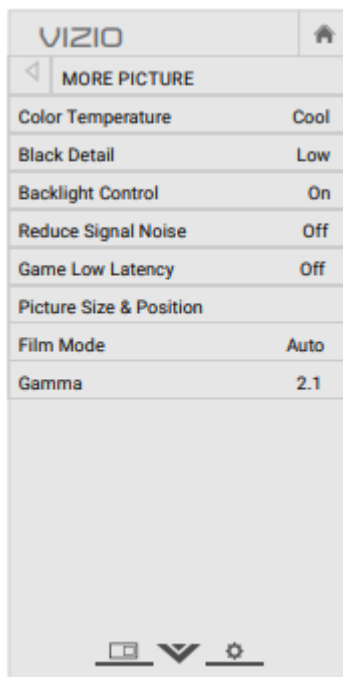 VIZIO
MORE PICTURE
Color Temperature Cool
Black Detail Low
Backlight Control On
Reduce Signal Noise Off
Game Low Latency Off
Picture Size & Position
Film Mode Auto
Gamma 2.1